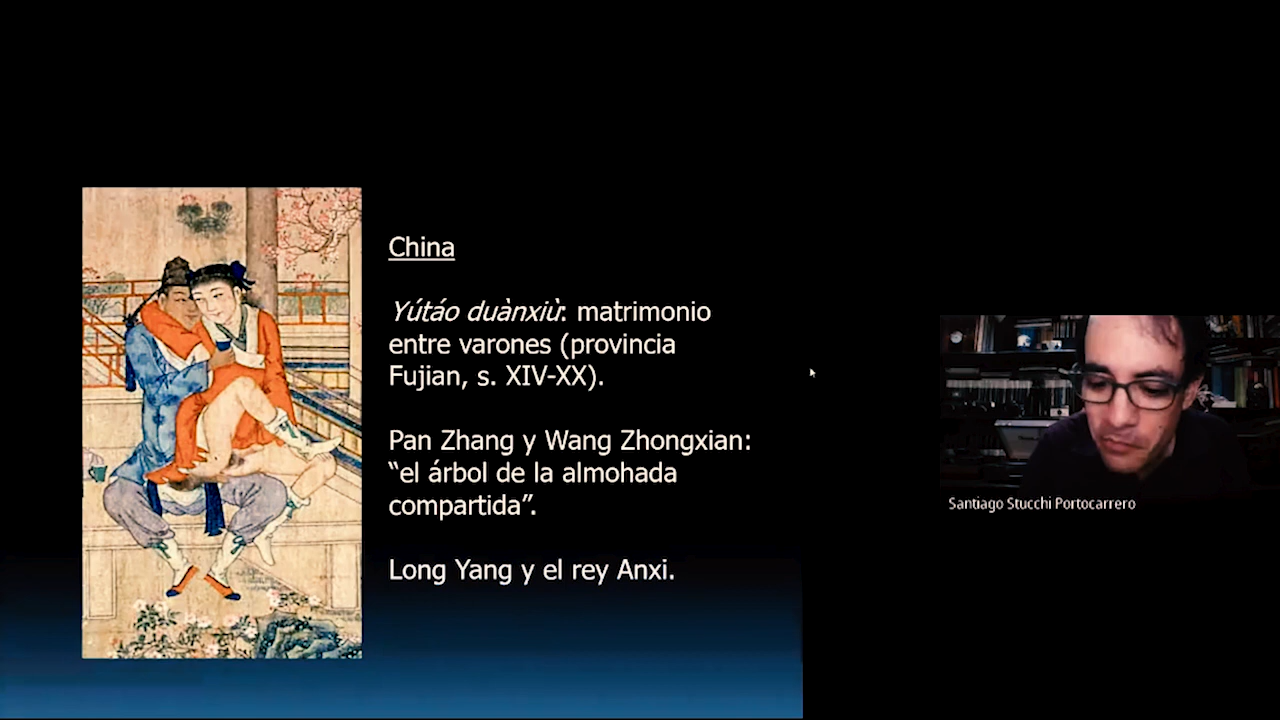 China
Yútáo duànxiù: matrimonio
entre varones (provincia
Fujian, s. XIV-XX).
Pan Zhang y Wang Zhongxian:
“el árbol de la almohada
compartida”.
Long Yang y el rey Anxi.
Santiago Stucchi Portocarrero